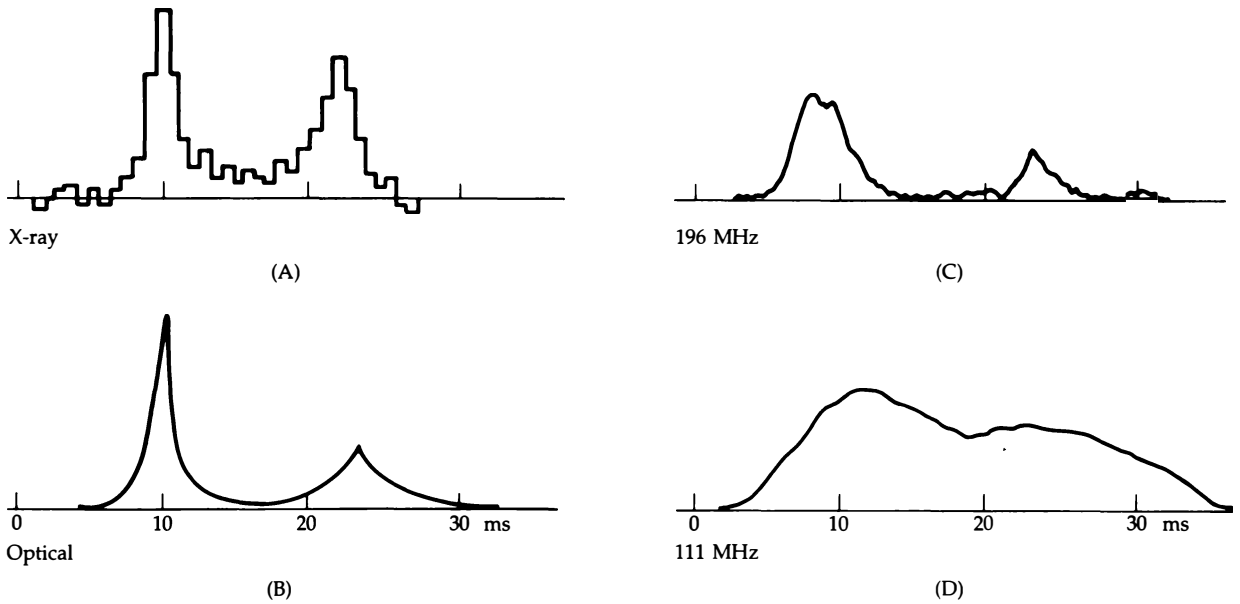 X-ray
(A)
0 10 20 30 ms
Optical
(B)
196 MHz
(C)
0 10 20 30 ms
111 MHz
(D)